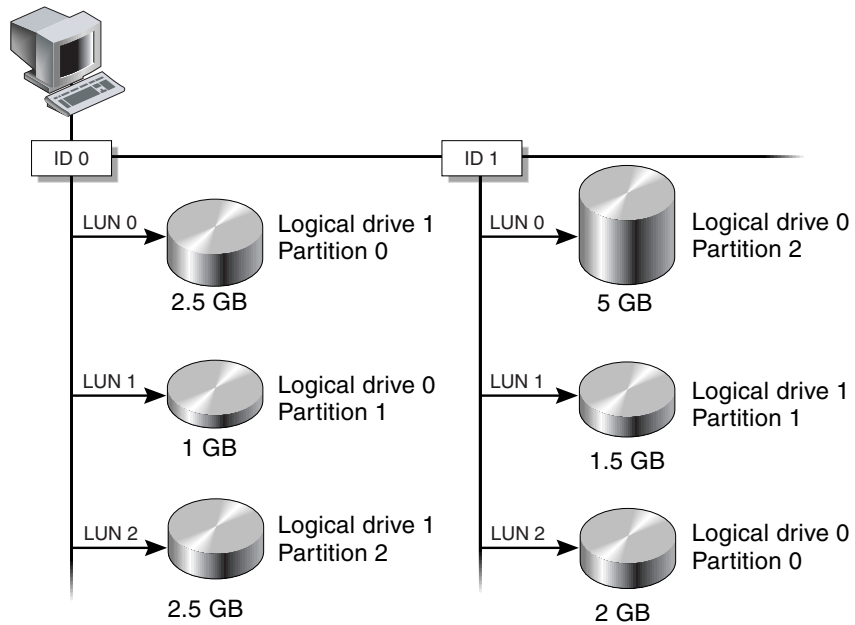 ID 0
ID 1
LUN 0
Logical drive 1
Partition 0
2.5 GB
LUN 1
Logical drive 0
Partition 1
1 GB
LUN 2
Logical drive 1
Partition 2
2.5 GB
LUN 0
Logical drive 0
Partition 2
5 GB
LUN 1
Logical drive 1
Partition 1
1.5 GB
LUN 2
Logical drive 0
Partition 0
2 GB